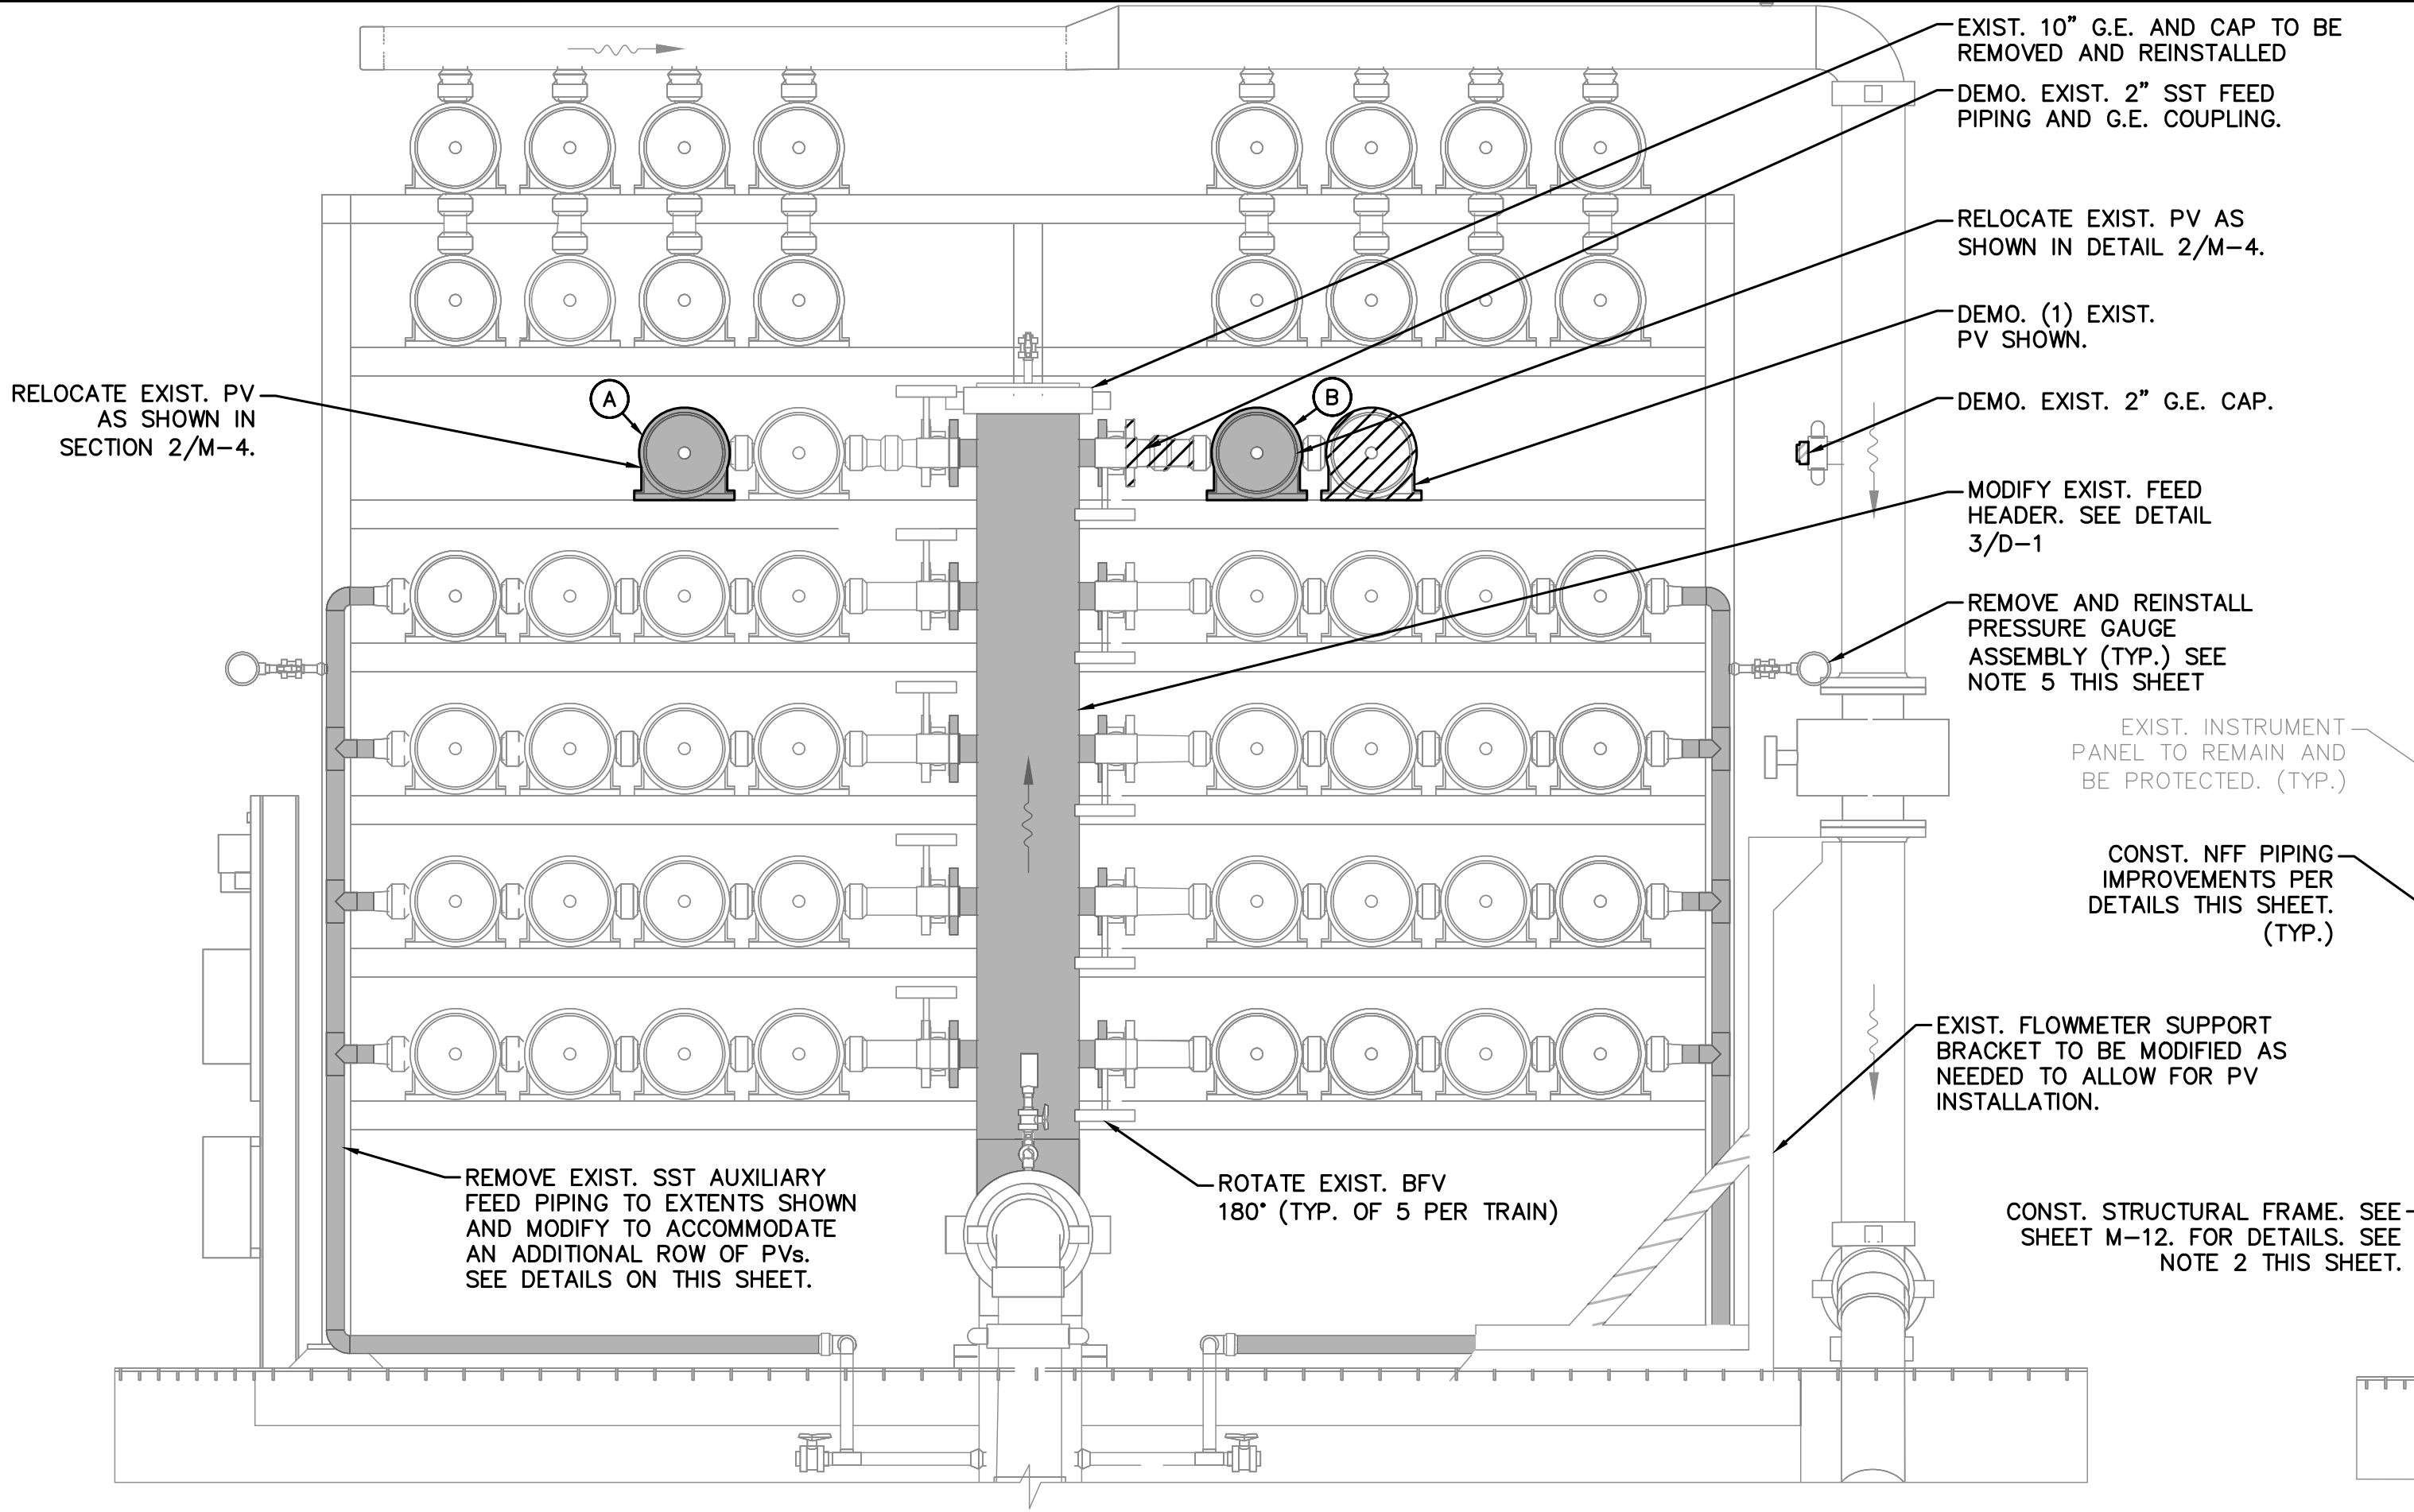 EXIST. 10" G.E. AND CAP TO BE
REMOVED AND REINSTALLED
DEMO. EXIST. 2" SST FEED
PIPING AND G.E. COUPLING.
RELOCATE EXIST. PV AS
SHOWN IN DETAIL 2/M-4.
DEMO. (1) EXIST.
PV SHOWN.
DEMO. EXIST. 2" G.E. CAP.
RELOCATE EXIST. PV
AS SHOWN IN
SECTION 2/M-4.
A
B
MODIFY EXIST. FEED
HEADER. SEE DETAIL
3/D-1
REMOVE AND REINSTALL
PRESSURE GAUGE
ASSEMBLY (TYP.) SEE
NOTE 5 THIS SHEET
EXIST. INSTRUMENT
PANEL TO REMAIN AND
BE PROTECTED. (TYP.)
CONST. NFF PIPING
IMPROVEMENTS PER
DETAILS THIS SHEET.
(TYP.)
EXIST. FLOWMETER SUPPORT
BRACKET TO BE MODIFIED AS
NEEDED TO ALLOW FOR PV
INSTALLATION.
REMOVE EXIST. SST AUXILIARY
FEED PIPING TO EXTENTS SHOWN
AND MODIFY TO ACCOMMODATE
AN ADDITIONAL ROW OF PVs.
SEE DETAILS ON THIS SHEET.
ROTATE EXIST. BFV
180° (TYP. OF 5 PER TRAIN)
CONST. STRUCTURAL FRAME. SEE
SHEET M-12. FOR DETAILS. SEE
NOTE 2 THIS SHEET.